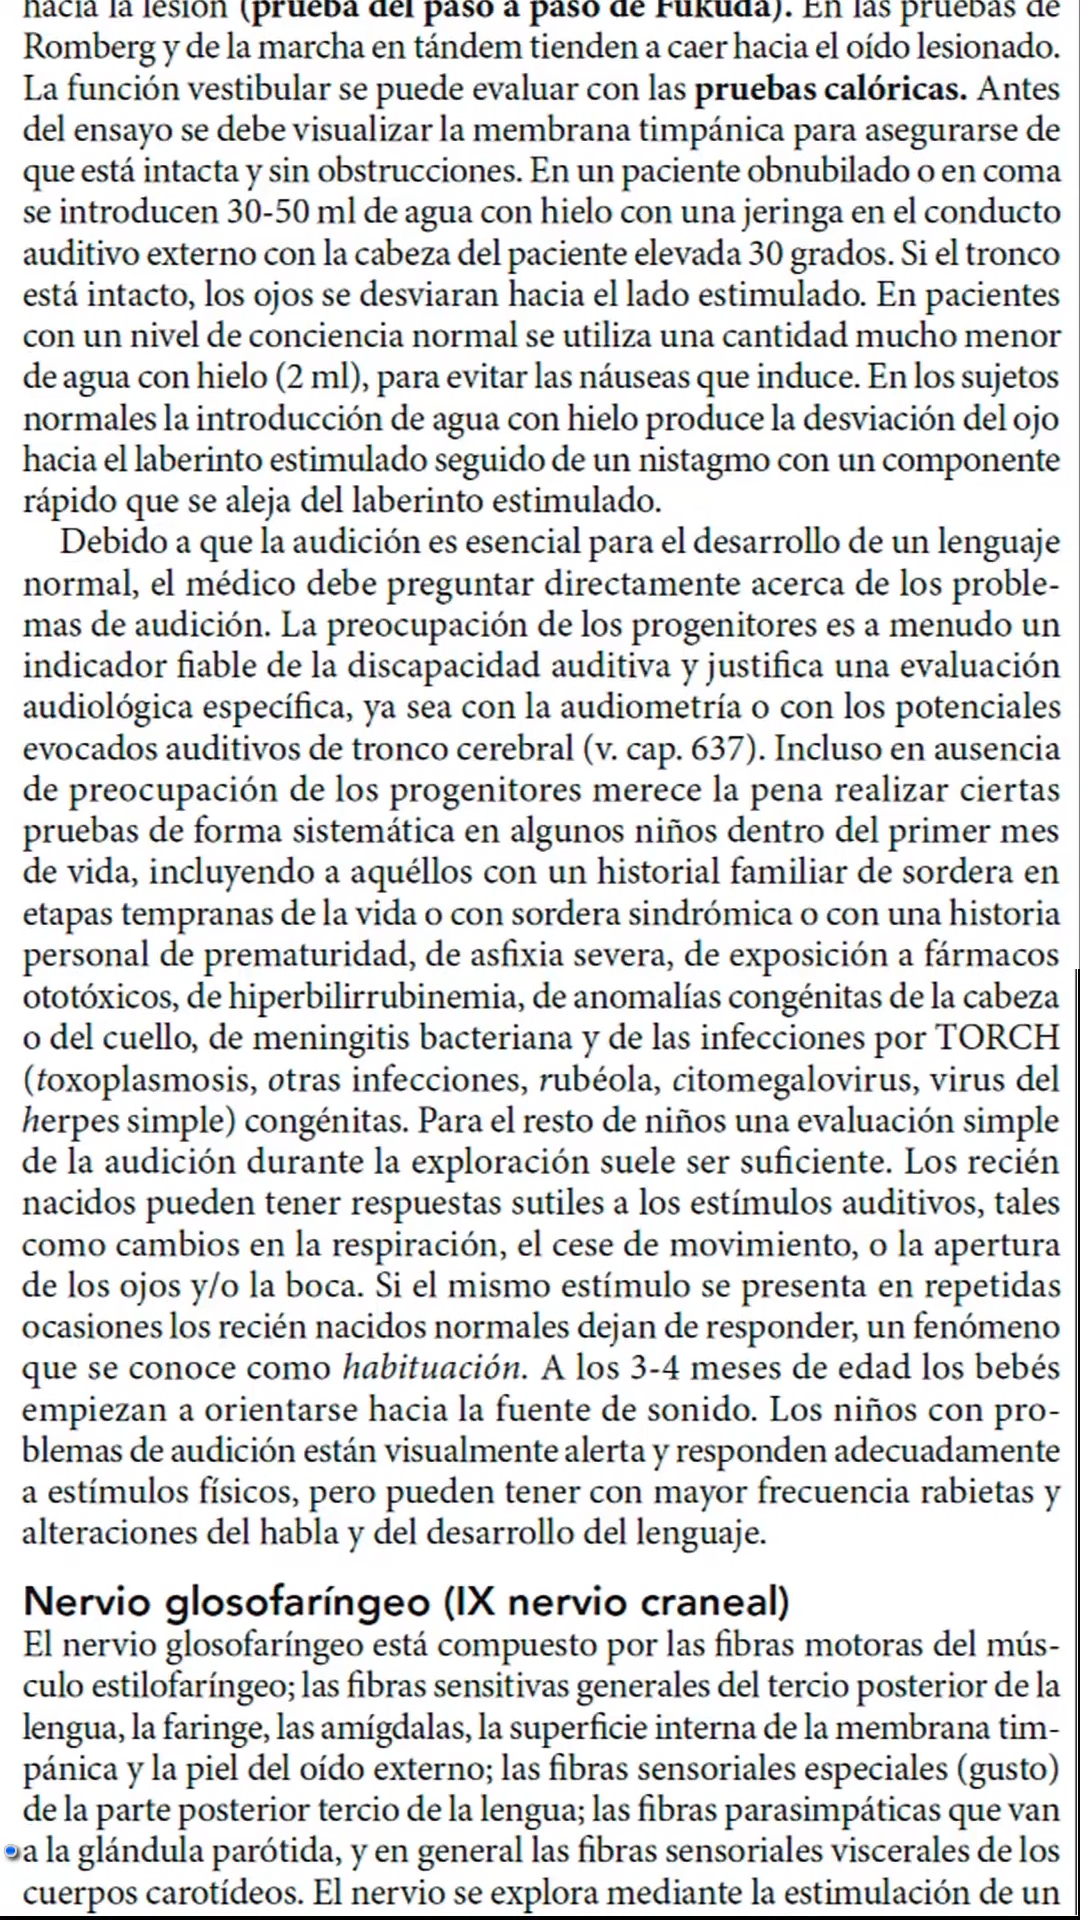 hacia la lesión (prueba del paso a paso de Fukuda). En las pruebas de
Romberg y de la marcha en tándem tienden a caer hacia el oído lesionado.
La función vestibular se puede evaluar con las pruebas calóricas. Antes
del ensayo se debe visualizar la membrana timpánica para asegurarse de
que está intacta y sin obstrucciones. En un paciente obnubilado o en coma
se introducen 30-50 ml de agua con hielo con una jeringa en el conducto
auditivo externo con la cabeza del paciente elevada 30 grados. Si el tronco
está intacto, los ojos se desviaran hacia el lado estimulado. En pacientes
con un nivel de conciencia normal se utiliza una cantidad mucho menor
de agua con hielo (2 ml), para evitar las náuseas que induce. En los sujetos
normales la introducción de agua con hielo produce la desviación del ojo
hacia el laberinto estimulado seguido de un nistagmo con un componente
rápido que se aleja del laberinto estimulado.
Debido a que la audición es esencial para el desarrollo de un lenguaje
normal, el médico debe preguntar directamente acerca de los proble-
mas de audición. La preocupación de los progenitores es a menudo un
indicador fiable de la discapacidad auditiva y justifica una evaluación
audiológica específica, ya sea con la audiometría o con los potenciales
evocados auditivos de tronco cerebral (v. cap. 637). Incluso en ausencia
de preocupación de los progenitores merece la pena realizar ciertas
pruebas de forma sistemática en algunos niños dentro del primer mes
de vida, incluyendo a aquéllos con un historial familiar de sordera en
etapas tempranas de la vida o con sordera sindrómica o con una historia
personal de prematuridad, de asfixia severa, de exposición a fármacos
ototóxicos, de hiperbilirrubinemia, de anomalías congénitas de la cabeza
o del cuello, de meningitis bacteriana y de las infecciones por TORCH
(toxoplasmosis, otras infecciones, rubéola, citomegalovirus, virus del
herpes simple) congénitas. Para el resto de niños una evaluación simple
de la audición durante la exploración suele ser suficiente. Los recién
nacidos pueden tener respuestas sutiles a los estímulos auditivos, tales
como cambios en la respiración, el cese de movimiento, o la apertura
de los ojos y/o la boca. Si el mismo estímulo se presenta en repetidas
ocasiones los recién nacidos normales dejan de responder, un fenómeno
que se conoce como habituación. A los 3-4 meses de edad los bebés
empiezan a orientarse hacia la fuente de sonido. Los niños con pro-
blemas de audición están visualmente alerta y responden adecuadamente
a estímulos físicos, pero pueden tener con mayor frecuencia rabietas y
alteraciones del habla y del desarrollo del lenguaje.
Nervio glosofaríngeo (IX nervio craneal)
El nervio glosofaríngeo está compuesto por las fibras motoras del mús-
culo estilofaríngeo; las fibras sensitivas generales del tercio posterior de la
lengua, la faringe, las amígdalas, la superficie interna de la membrana tim-
pánica y la piel del oído externo; las fibras sensoriales especiales (gusto)
de la parte posterior tercio de la lengua; las fibras parasimpáticas que van
a la glándula parótida, y en general las fibras sensoriales viscerales de los
cuerpos carotídeos. El nervio se explora mediante la estimulación de un